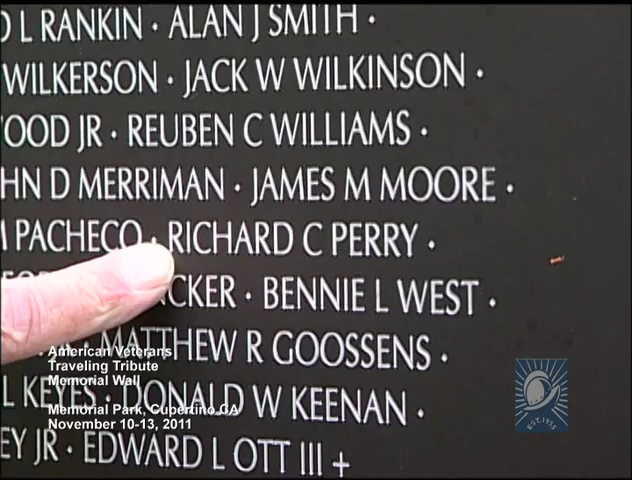 D L RANKIN · ALAN J SMITH ·
WILKERSON · JACK W WILKINSON ·
OOD JR · REUBEN C WILLIAMS ·
HN D MERRIMAN · JAMES M MOORE ·
M PACHECO · RICHARD C PERRY ·
CKER · BENNIE L WEST ·
MATTHEW R GOOSSENS ·
L KEYES · DONALD W KEENAN ·
EY JR · EDWARD L OTT III +
American Veterans
Traveling Tribute
Memorial Wall
Memorial Park, Cupertino CA
November 10-13, 2011
EST. 1955